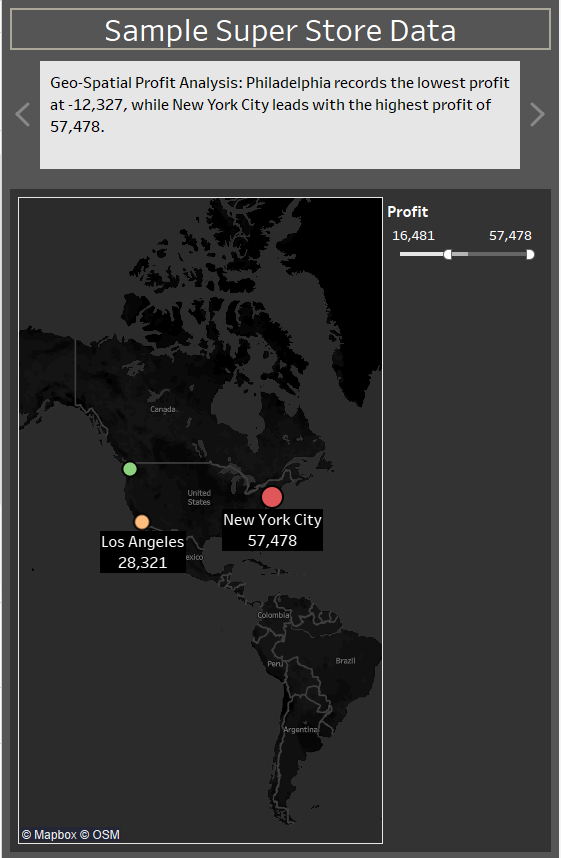 Sample Super Store Data
Geo-Spatial Profit Analysis: Philadelphia records the lowest profit
at -12,327, while New York City leads with the highest profit of
57,478.
Profit
16,481 57,478
Canada
United
States
New York City
57,478
Los Angeles
28,321
exico
Colombia
Peru
Brazil
Argentina
© Mapbox © OSM